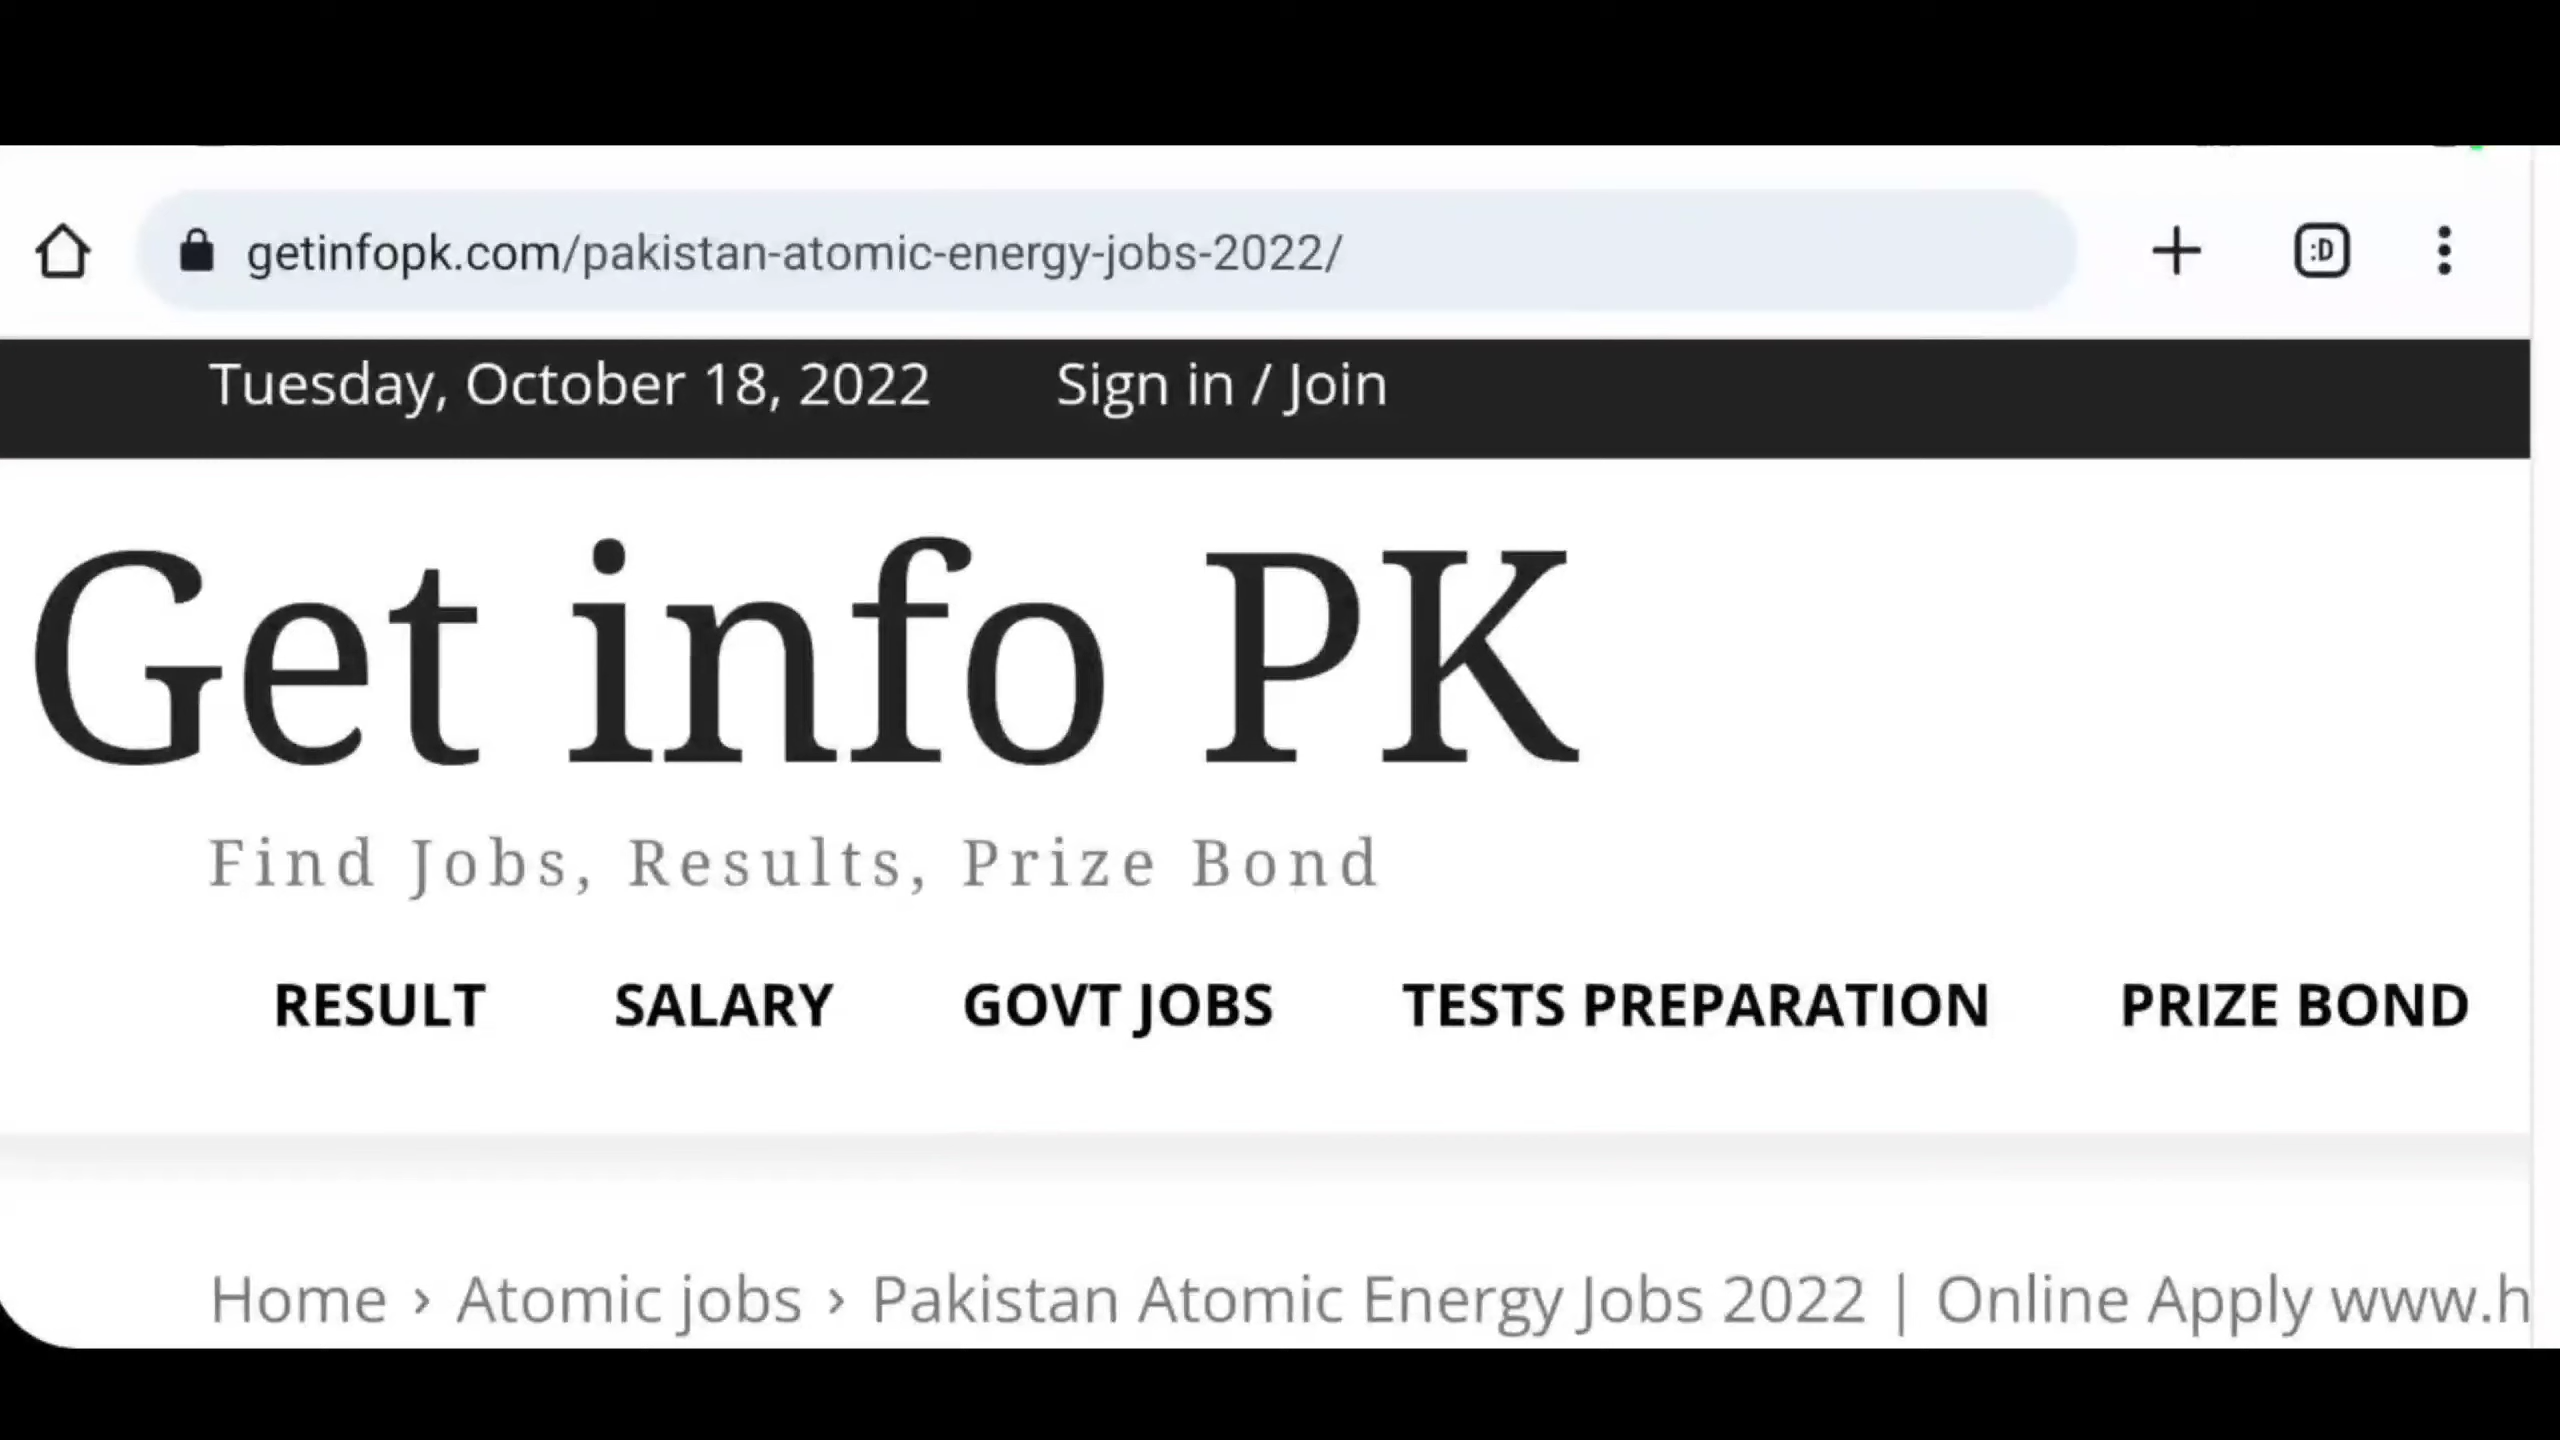 getinfopk.com/pakistan-atomic-energy-jobs-2022/
:D
Tuesday, October 18, 2022 Sign in / Join
Get info PK
Find Jobs, Results, Prize Bond
RESULT SALARY GOVT JOBS TESTS PREPARATION PRIZE BOND
Home › Atomic jobs › Pakistan Atomic Energy Jobs 2022 | Online Apply www.h